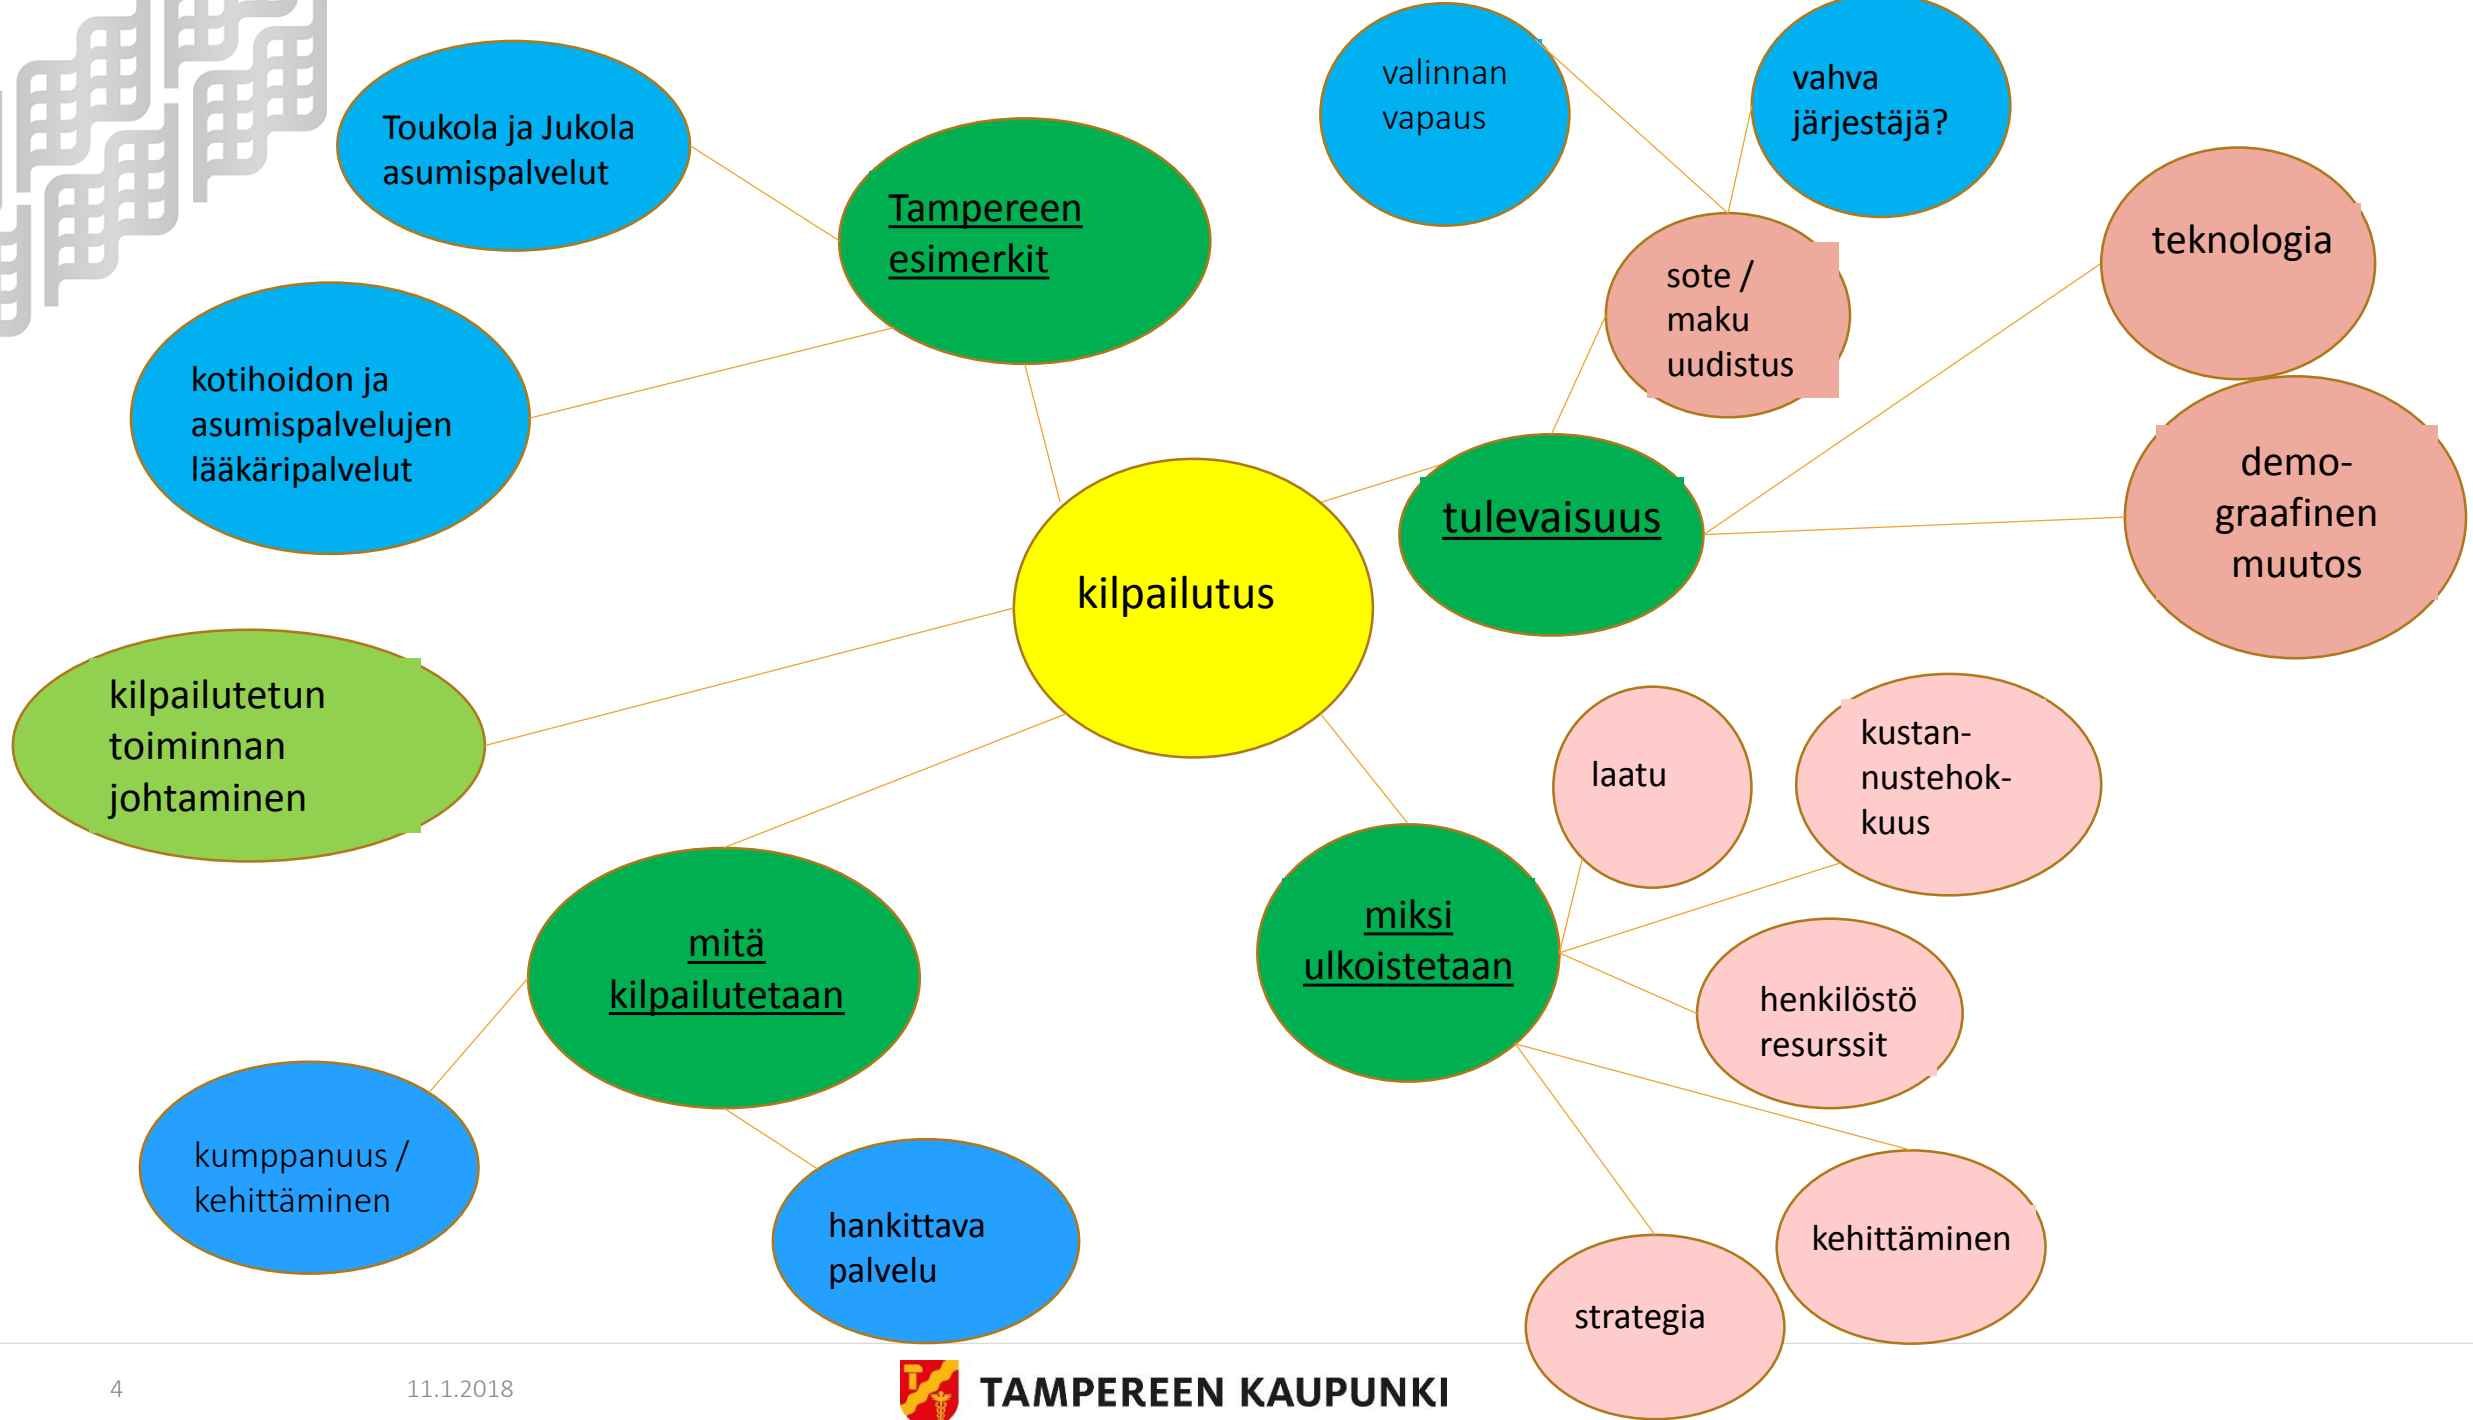 Toukola ja Jukola
asumispalvelut
Tampereen
esimerkit
valinnan
vapaus
vahva
järjestäjä?
sote /
maku
uudistus
teknologia
kotihoidon ja
asumispalvelujen
lääkäripalvelut
demo-
graafinen
muutos
tulevaisuus
kilpailutus
kilpailutetun
toiminnan
johtaminen
laatu
kustan-
nustehok-
kuus
mitä
kilpailutetaan
miksi
ulkoistetaan
henkilöstö
resurssit
kumppanuus /
kehittäminen
hankittava
palvelu
kehittäminen
strategia
4
11.1.2018
TAMPEREEN KAUPUNKI